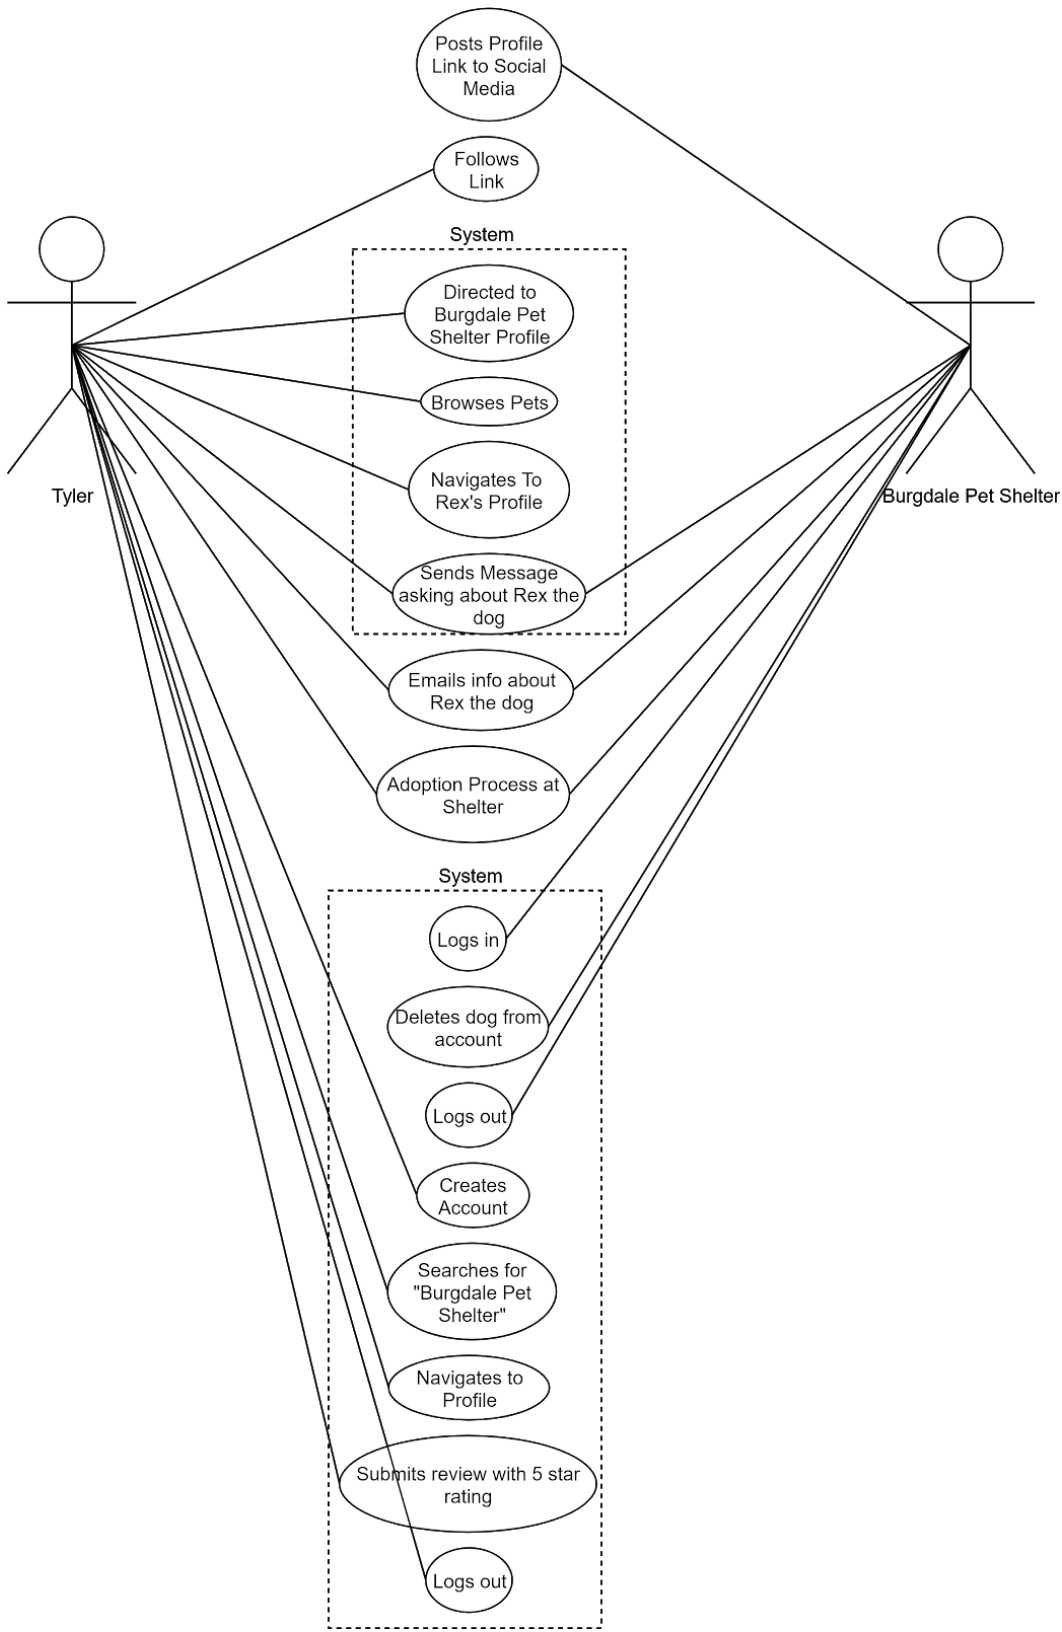 Posts Profile
Link to Social
Media
Follows
Link
System
Directed to
Burgdale Pet
Shelter Profile
Browses Pets
Navigates To
Rex's Profile
Tyler
Burgdale Pet Shelter
Sends Message
asking about Rex the
dog
Emails info about
Rex the dog
Adoption Process at
Shelter
System
Logs in
Deletes dog from
account
Logs out
Creates
Account
Searches for
"Burgdale Pet
Shelter"
Navigates to
Profile
Submits review with 5 star
rating
Logs out